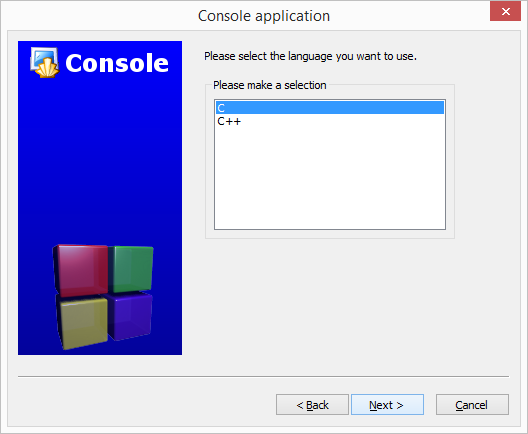 Console application
Console
Please select the language you want to use.
Please make a selection
C
C++
< Back
Next >
Cancel